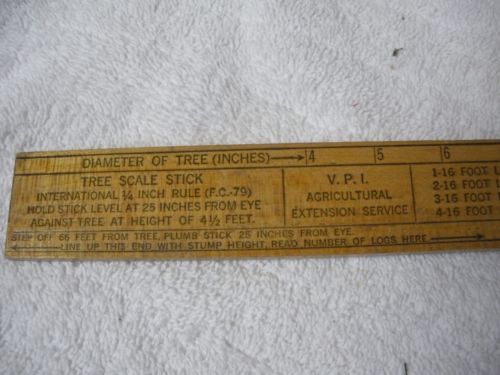 DIAMETER OF TREE (INCHES) 4 5 6
TREE SCALE STICK
INTERNATIONAL ¼ INCH RULE (F.C.-79)
HOLD STICK LEVEL AT 25 INCHES FROM EYE
AGAINST TREE AT HEIGHT OF 4½ FEET.
V. P. I.
AGRICULTURAL
EXTENSION SERVICE
1-16 FOOT L
2-16 FOOT
3-16 FOOT
4-16 FOOT
STEP OFF 66 FEET FROM TREE, PLUMB STICK 25 INCHES FROM EYE.
LINE UP THIS END WITH STUMP HEIGHT, READ NUMBER OF LOGS HERE